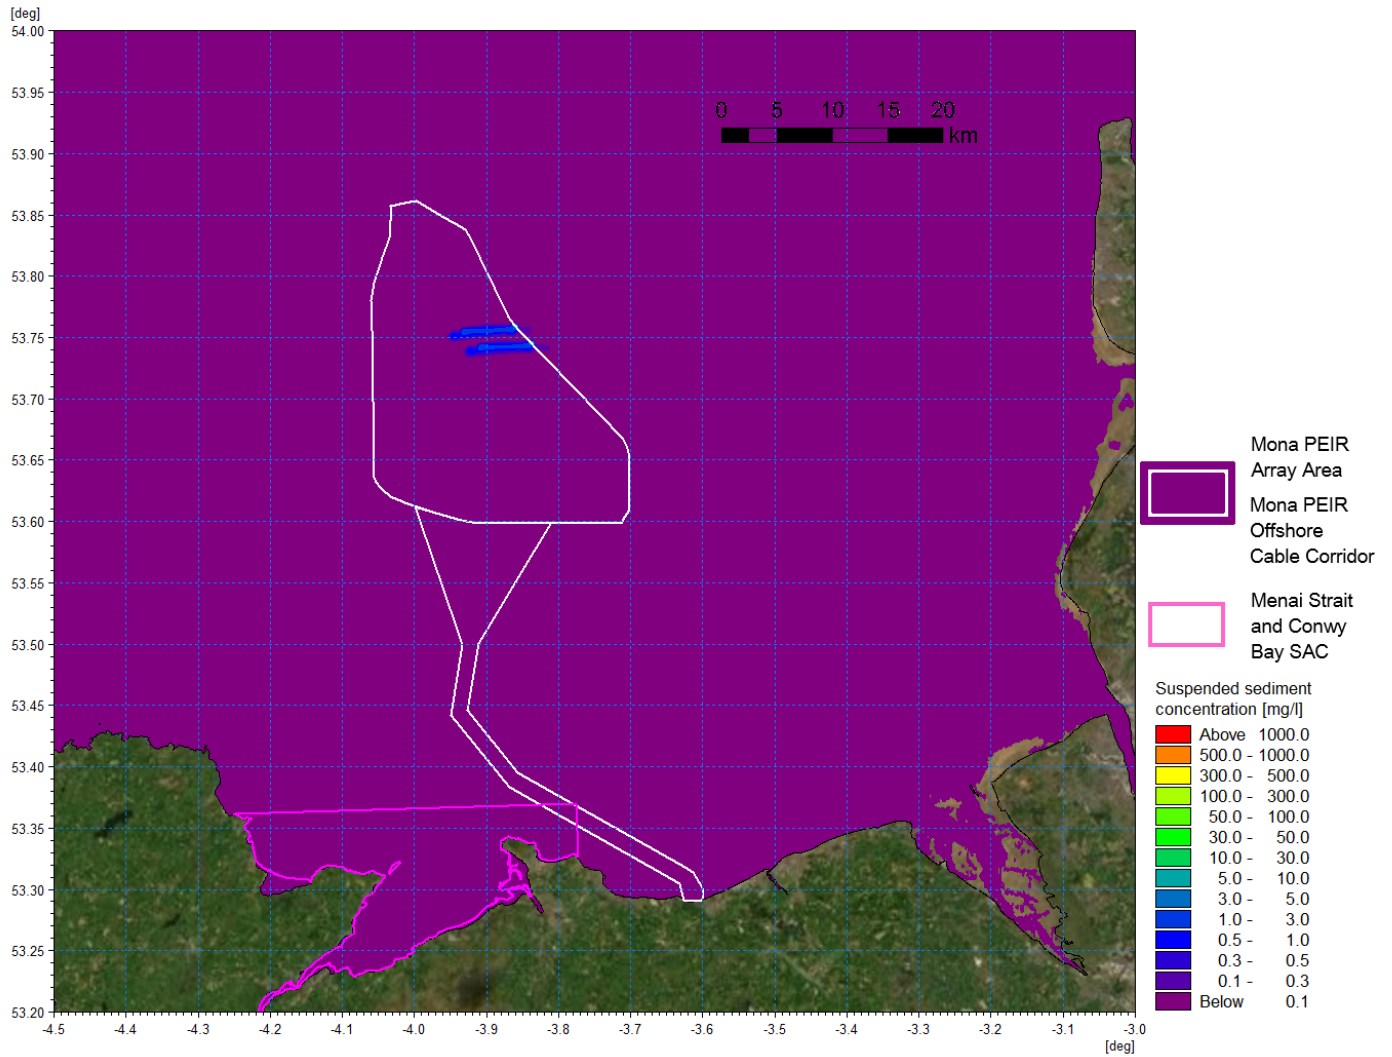 [deg]
54.00
53.95
53.90
53.85
53.80
53.75
53.70
53.65
53.60
53.55
53.50
53.45
53.40
53.35
53.30
53.25
53.20
0 5 10 15 20
km
-4.5 -4.4 -4.3 -4.2 -4.1 -4.0 -3.9 -3.8 -3.7 -3.6 -3.5 -3.4 -3.3 -3.2 -3.1 -3.0
[deg]
Mona PEIR
Array Area
Mona PEIR
Offshore
Cable Corridor
Menai Strait
and Conwy
Bay SAC
Suspended sediment
concentration [mg/l]
Above 1000.0
500.0 - 1000.0
300.0 - 500.0
100.0 - 300.0
50.0 - 100.0
30.0 - 50.0
10.0 - 30.0
5.0 - 10.0
3.0 - 5.0
1.0 - 3.0
0.5 - 1.0
0.3 - 0.5
0.1 - 0.3
Below 0.1